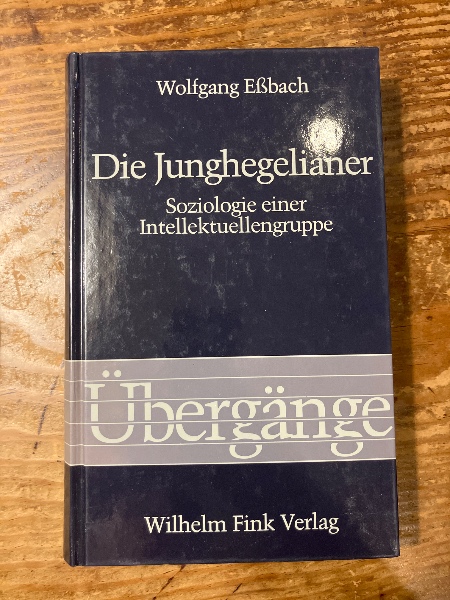 Wolfgang Eßbach
Die Junghegelianer
Soziologie einer
Intellektuellengruppe
Übergänge
Wilhelm Fink Verlag